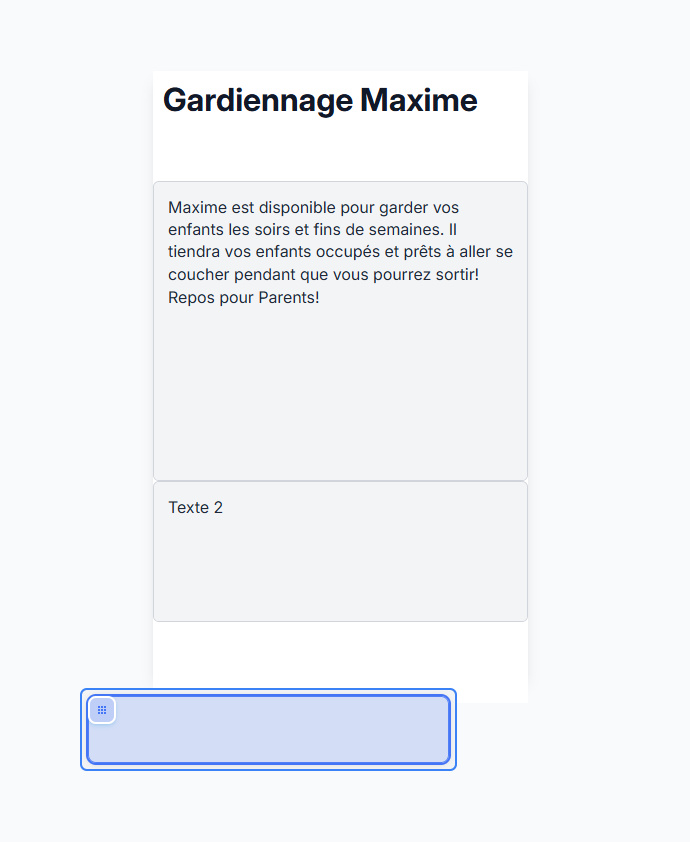 Gardiennage Maxime
Maxime est disponible pour garder vos
enfants les soirs et fins de semaines. Il
tiendra vos enfants occupés et prêts à aller se
coucher pendant que vous pourrez sortir!
Repos pour Parents!
Texte 2